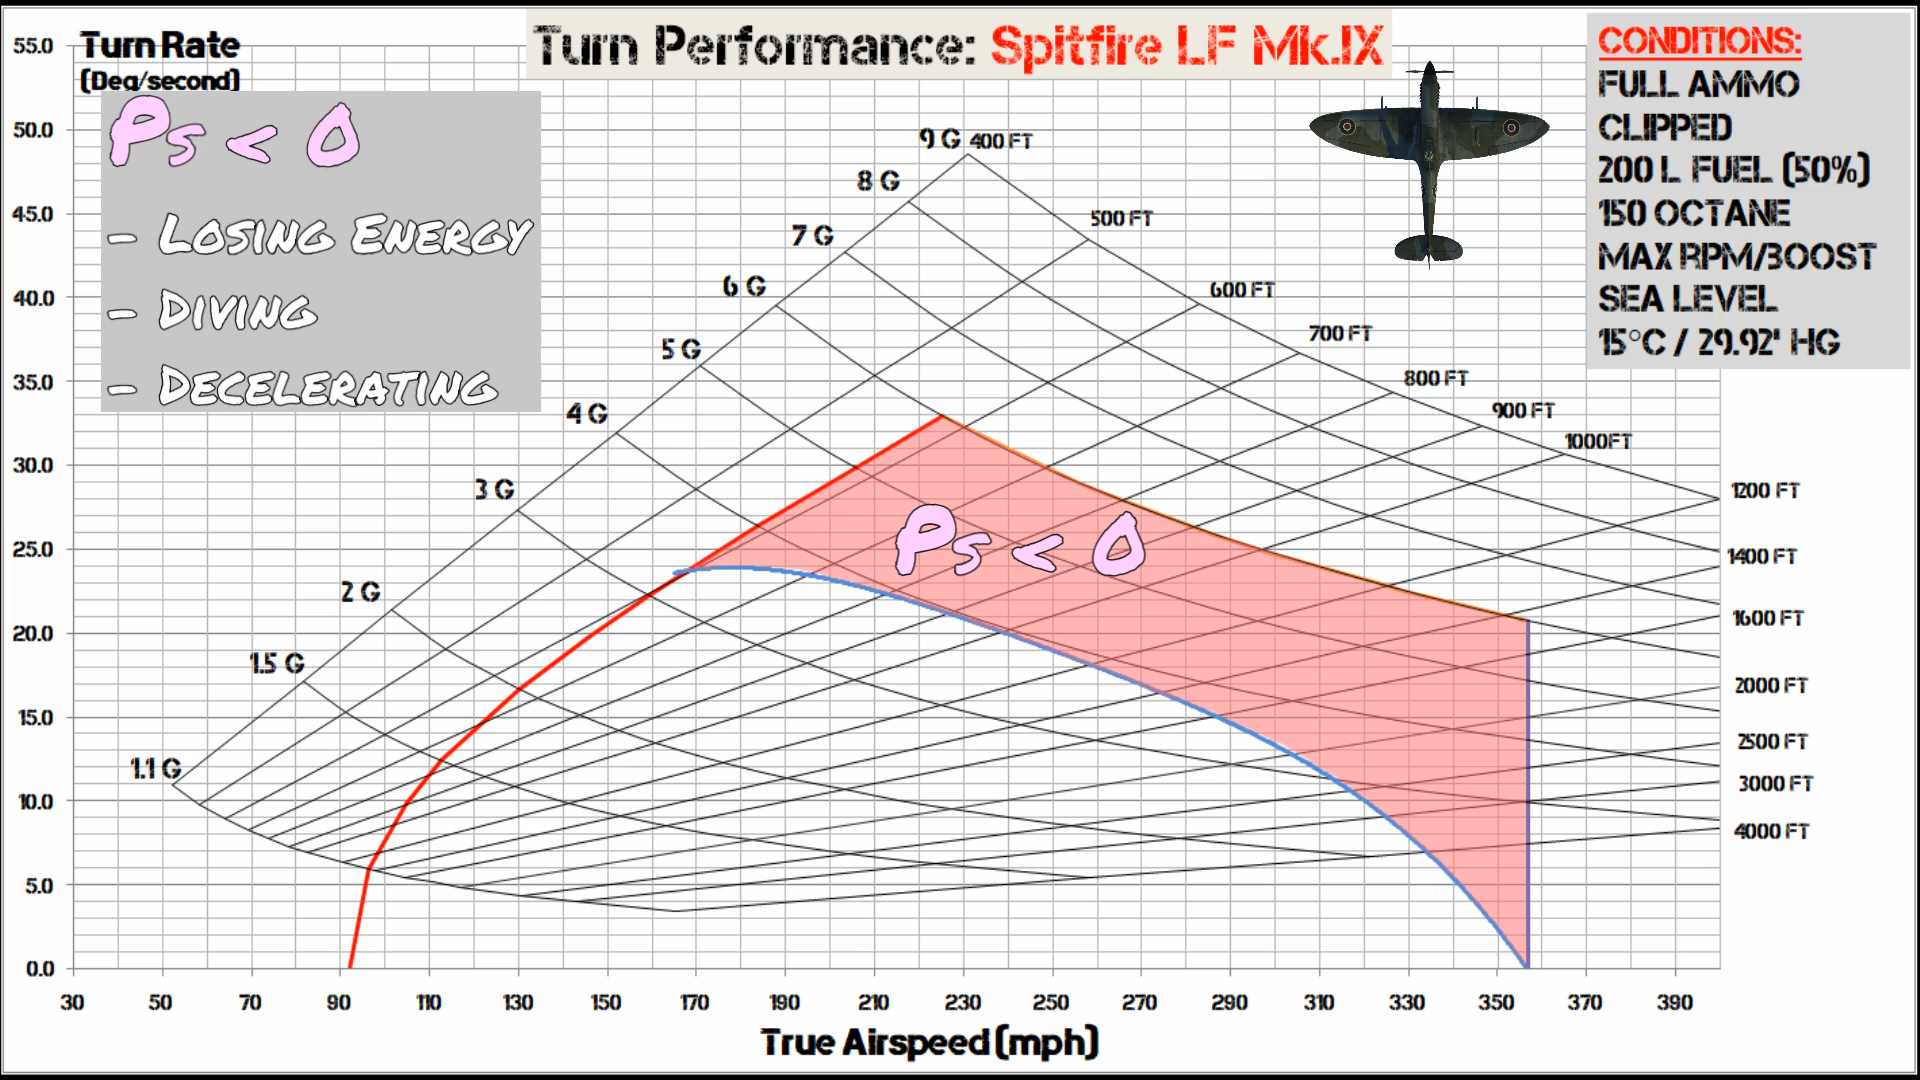 Turn Performance: Spitfire LF Mk.IX
Turn Rate
(Deg/second)
Ps < 0
- Losing Energy
- Diving
- Decelerating
CONDITIONS:
FULL AMMO
CLIPPED
200 L FUEL (50%)
150 OCTANE
MAX RPM/BOOST
SEA LEVEL
15°C / 29.92' HG
55.0
50.0
45.0
40.0
35.0
30.0
25.0
20.0
15.0
10.0
5.0
0.0
9 G
8 G
7 G
6 G
5 G
4 G
3 G
2 G
1.5 G
1.1 G
400 FT
500 FT
600 FT
700 FT
800 FT
900 FT
1000FT
1200 FT
1400 FT
1600 FT
2000 FT
2500 FT
3000 FT
4000 FT
Ps < 0
30 50 70 90 110 130 150 170 190 210 230 250 270 290 310 330 350 370 390
True Airspeed (mph)